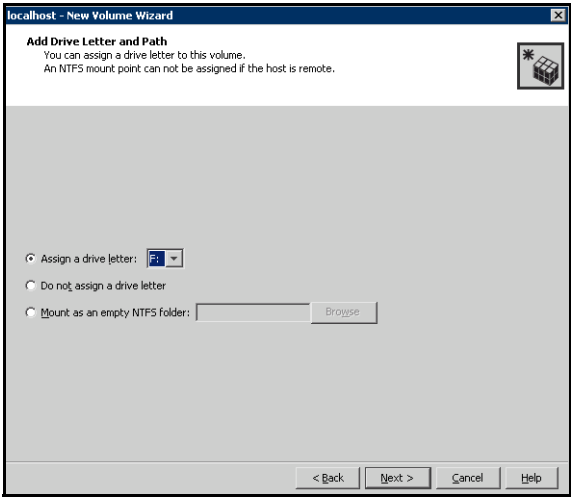 localhost - New Volume Wizard
Add Drive Letter and Path
You can assign a drive letter to this volume.
An NTFS mount point can not be assigned if the host is remote.
Assign a drive letter: F:
Do not assign a drive letter
Mount as an empty NTFS folder: Browse
< Back Next > Cancel Help